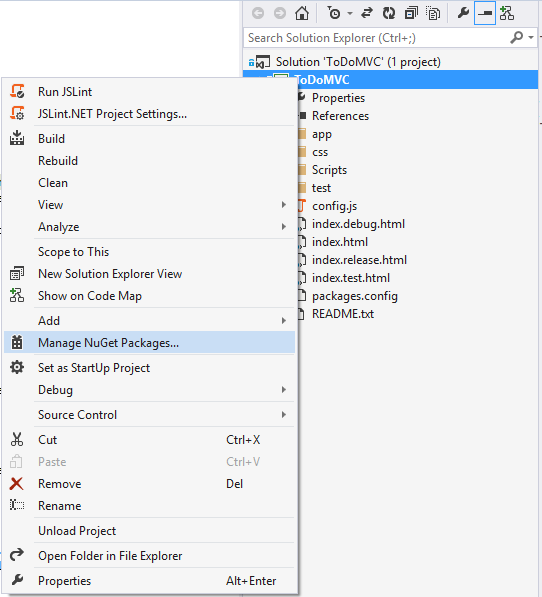 Search Solution Explorer (Ctrl+;)
Solution 'ToDoMVC' (1 project)
ToDoMVC
Properties
References
app
css
Scripts
test
config.js
index.debug.html
index.html
index.release.html
index.test.html
packages.config
README.txt
Run JSLint
JSLint.NET Project Settings...
Build
Rebuild
Clean
View
Analyze
Scope to This
New Solution Explorer View
Show on Code Map
Add
Manage NuGet Packages...
Set as StartUp Project
Debug
Source Control
Cut Ctrl+X
Paste Ctrl+V
Remove Del
Rename
Unload Project
Open Folder in File Explorer
Properties Alt+Enter